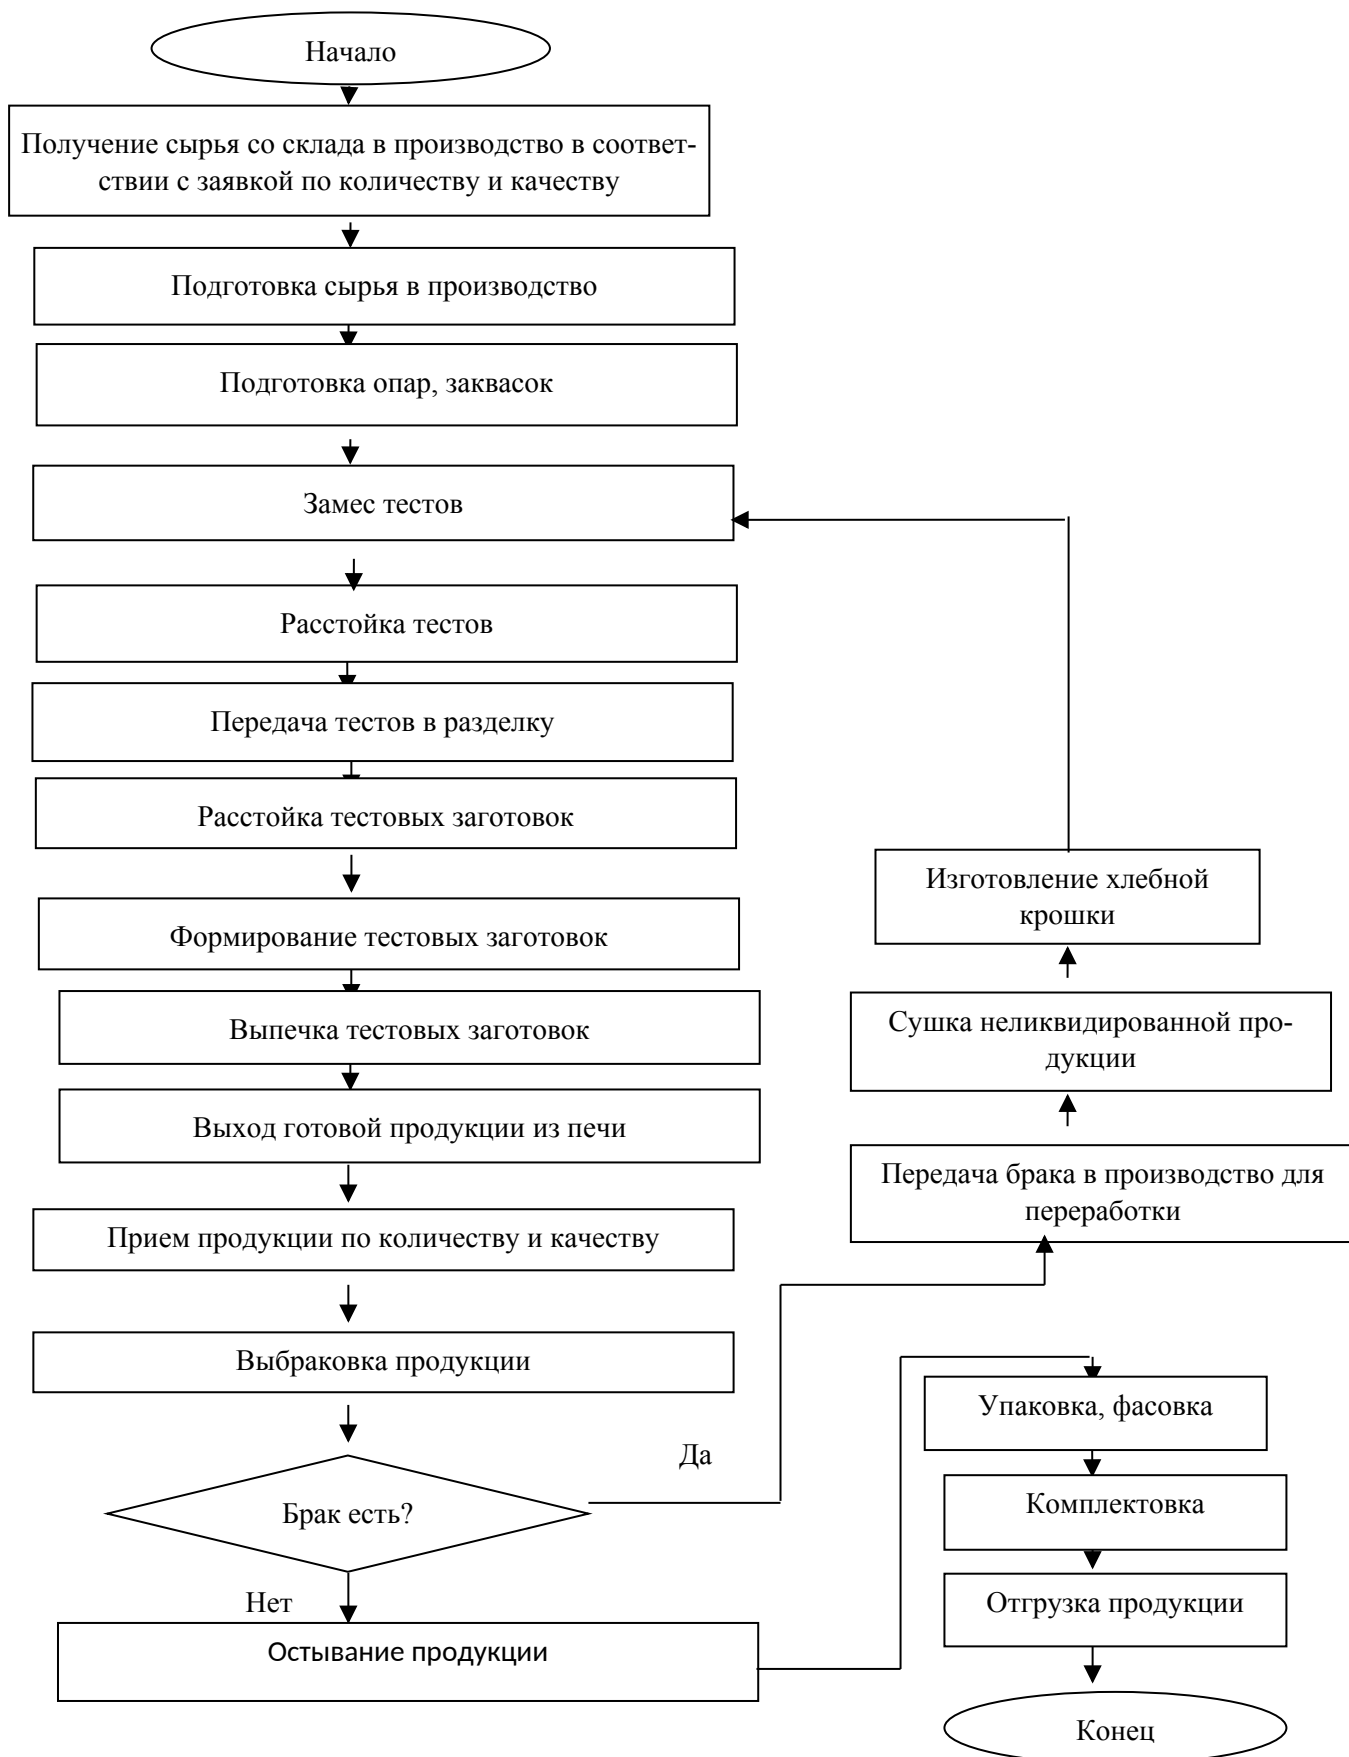 Начало
Получение сырья со склада в производство в соответ-
ствии с заявкой по количеству и качеству
Подготовка сырья в производство
Подготовка опар, заквасок
Замес тестов
Расстойка тестов
Передача тестов в разделку
Расстойка тестовых заготовок
Формирование тестовых заготовок
Выпечка тестовых заготовок
Выход готовой продукции из печи
Прием продукции по количеству и качеству
Выбраковка продукции
Брак есть?
Да
Нет
Остывание продукции
Изготовление хлебной
крошки
Сушка неликвидированной про-
дукции
Передача брака в производство для
переработки
Упаковка, фасовка
Комплектовка
Отгрузка продукции
Конец